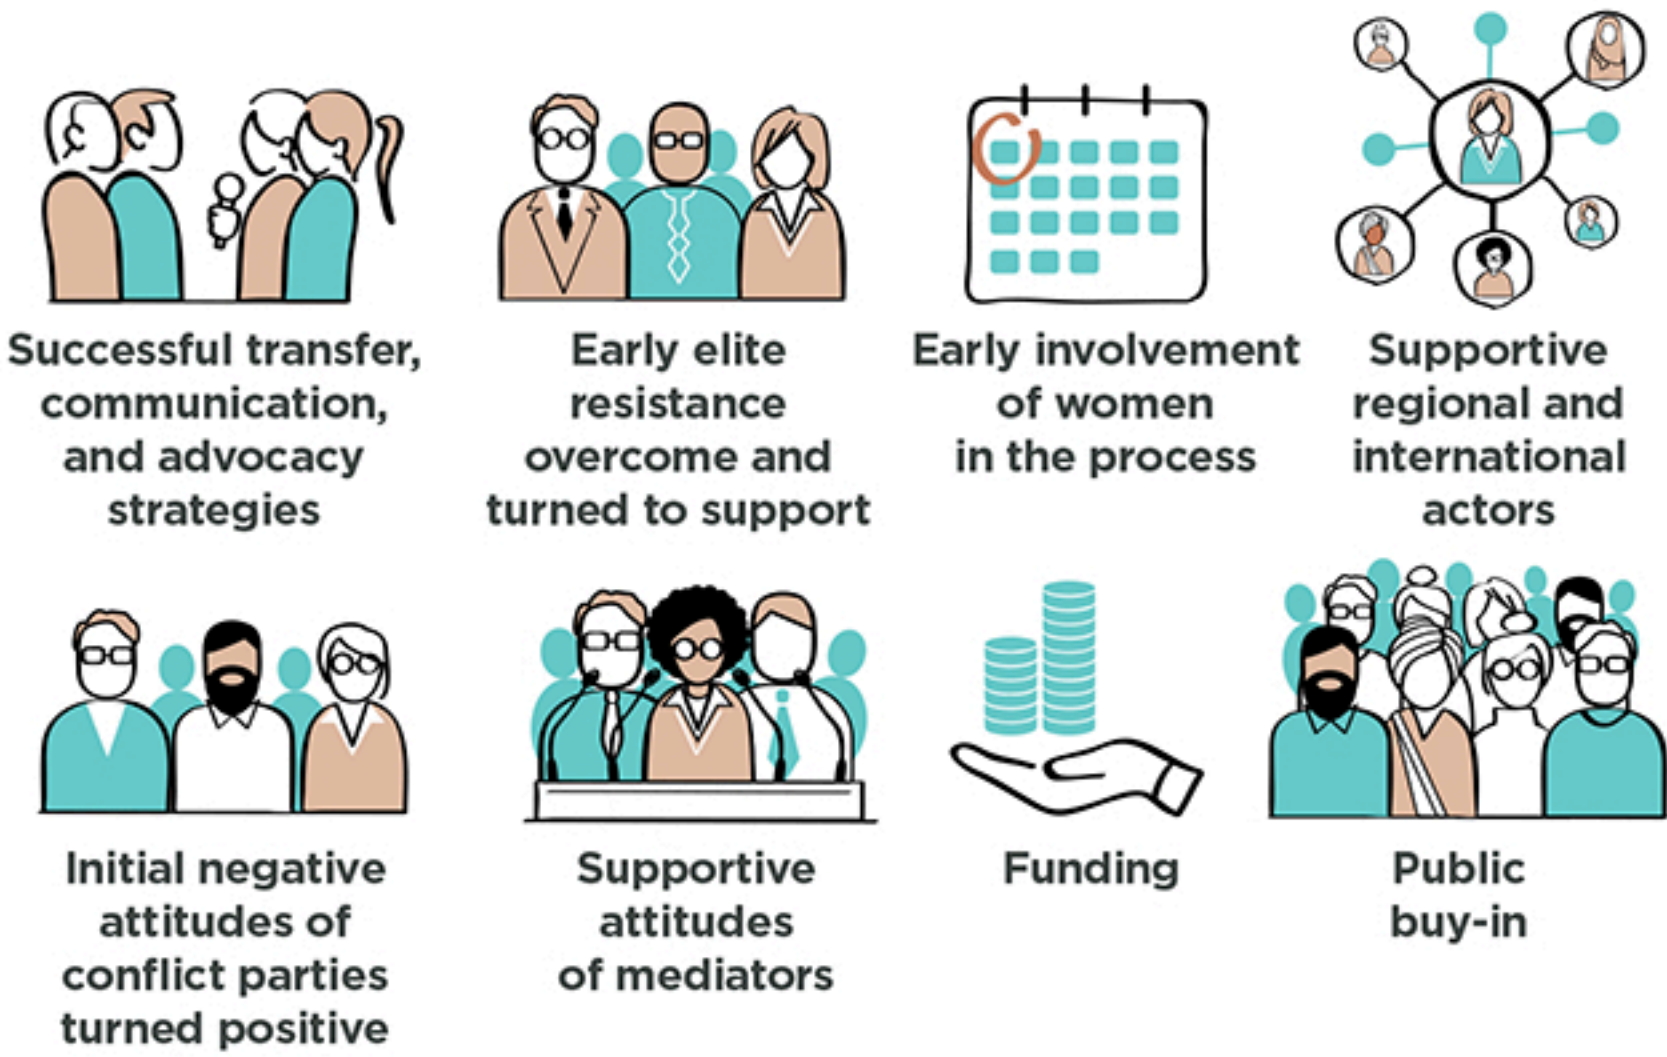 Successful transfer,
communication,
and advocacy
strategies
Early elite
resistance
overcome and
turned to support
Early involvement
of women
in the process
Supportive
regional and
international
actors
Initial negative
attitudes of
conflict parties
turned positive
Supportive
attitudes
of mediators
Funding
Public
buy-in